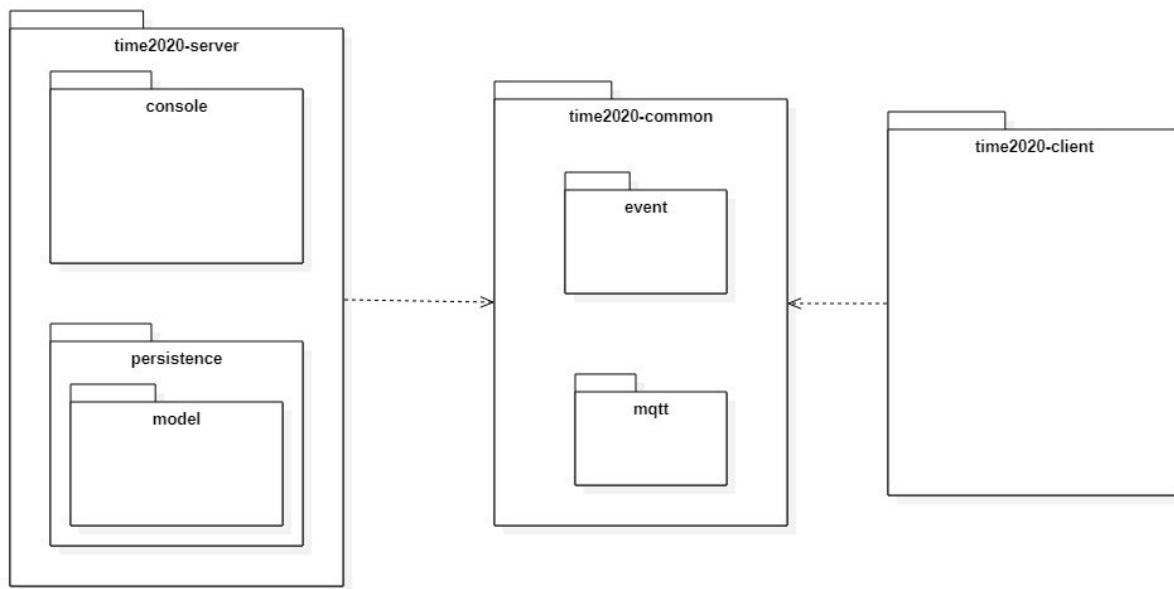 time2020-server
console
persistence
model
time2020-common
event
mqtt
time2020-client